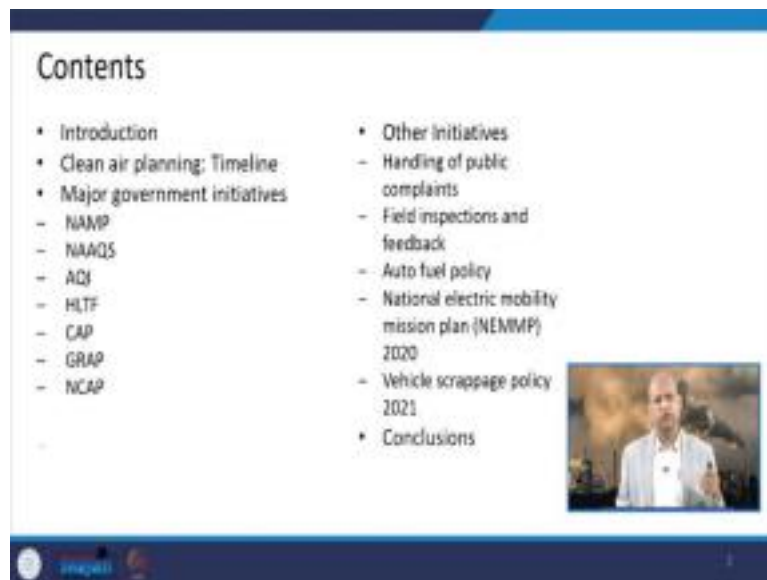 Contents
• Introduction
• Clean air planning: Timeline
• Major government initiatives
– NAMP
– NAAQS
– AQI
– HLTF
– CAP
– GRAP
– NCAP
• Other Initiatives
– Handling of public
complaints
– Field inspections and
feedback
– Auto fuel policy
– National electric mobility
mission plan (NEMMP)
2020
– Vehicle scrappage policy
2021
• Conclusions